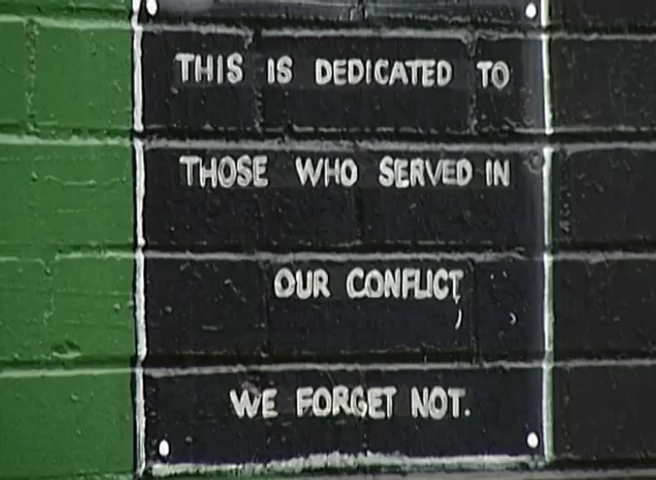 THIS IS DEDICATED TO
THOSE WHO SERVED IN
OUR CONFLICT,
WE FORGET NOT.